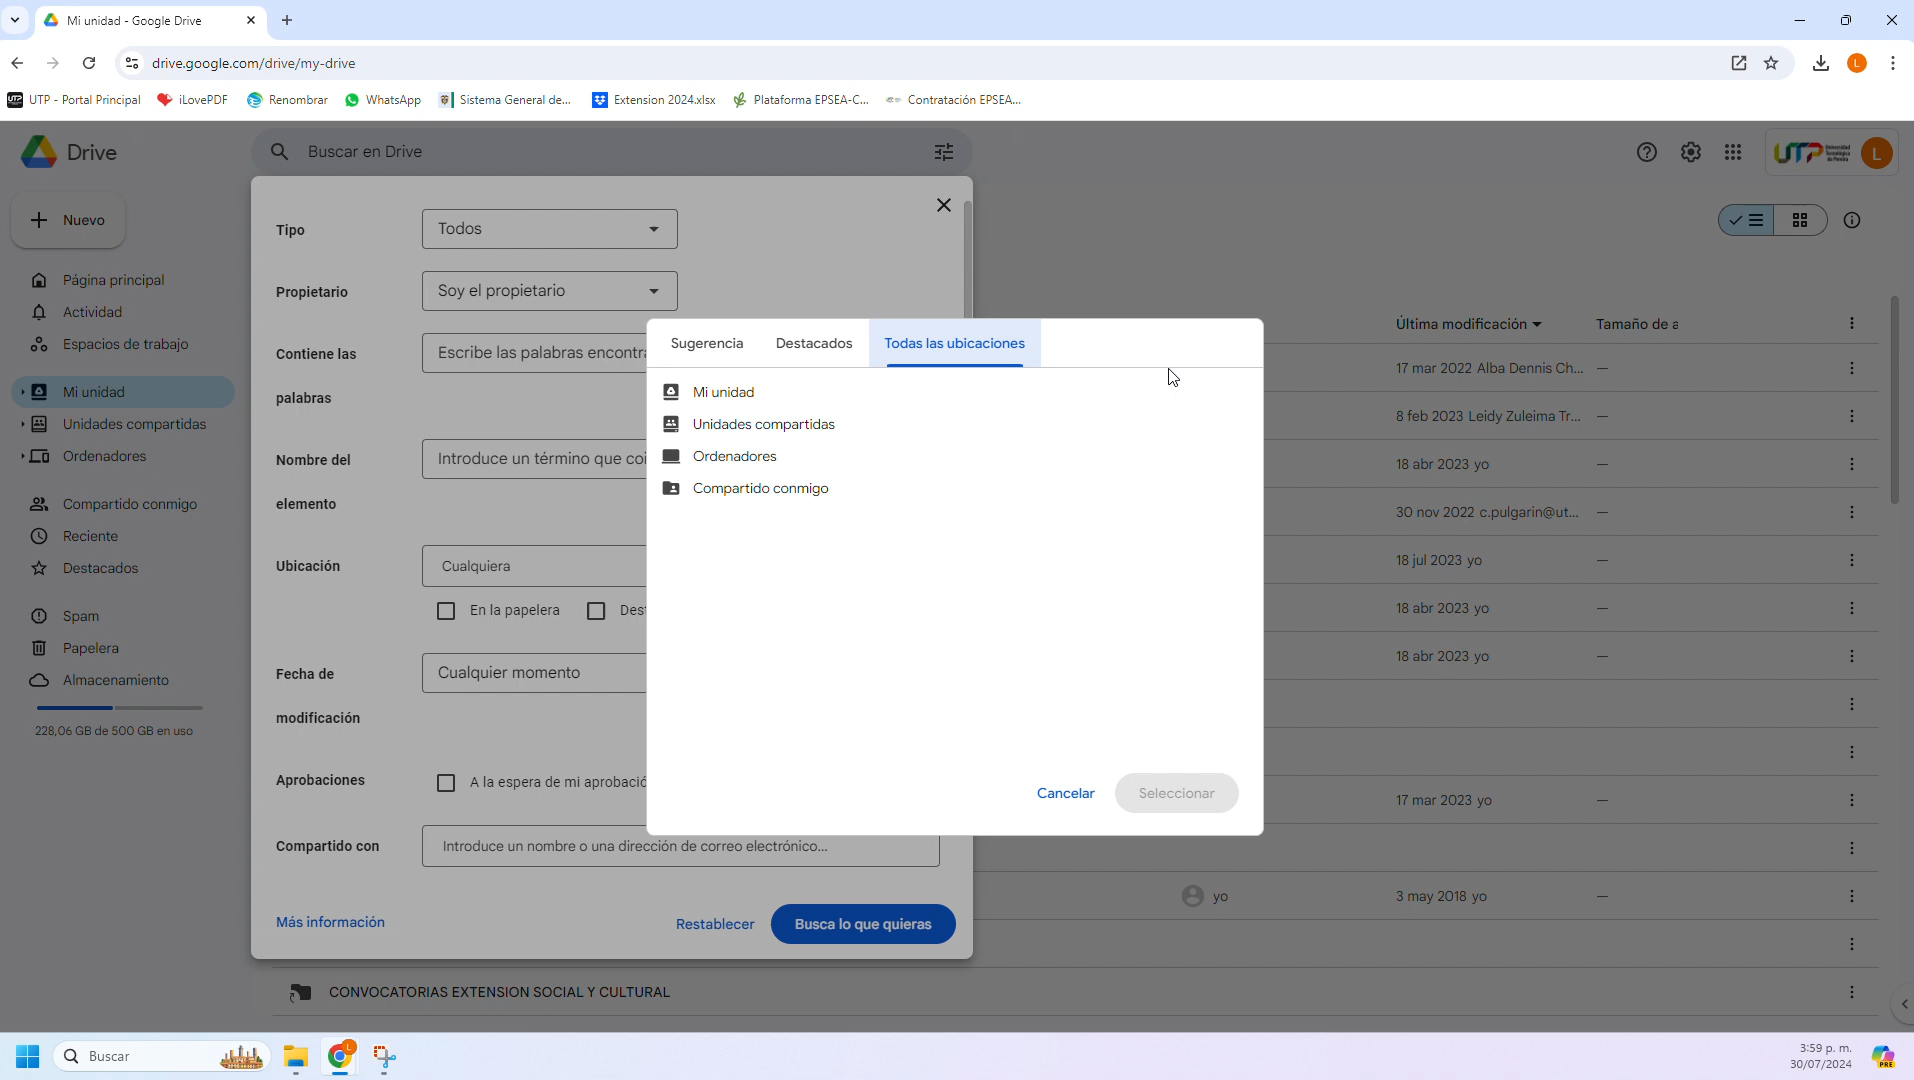 Mi unidad - Google Drive
drive.google.com/drive/my-drive
UTP - Portal Principal
iLovePDF
Renombrar
WhatsApp
Sistema General de...
Extension 2024.xlsx
Plataforma EPSEA-C...
Contratación EPSEA...
Drive
Buscar en Drive
UTP
L
Nuevo
Página principal
Actividad
Espacios de trabajo
Mi unidad
Unidades compartidas
Ordenadores
Compartido conmigo
Reciente
Destacados
Spam
Papelera
Almacenamiento
228,06 GB de 500 GB en uso
Tipo
Todos
Propietario
Soy el propietario
Contiene las palabras
Escribe las palabras encontra
Nombre del elemento
Introduce un término que coi
Ubicación
Cualquiera
En la papelera
Dest
Fecha de modificación
Cualquier momento
Aprobaciones
A la espera de mi aprobació
Compartido con
Introduce un nombre o una dirección de correo electrónico...
Más información
Restablecer
Busca lo que quieras
Sugerencia
Destacados
Todas las ubicaciones
Mi unidad
Unidades compartidas
Ordenadores
Compartido conmigo
Cancelar
Seleccionar
Última modificación
Tamaño de a
17 mar 2022 Alba Dennis Ch... —
8 feb 2023 Leidy Zuleima Tr... —
18 abr 2023 yo —
30 nov 2022 c.pulgarin@ut... —
18 jul 2023 yo —
18 abr 2023 yo —
18 abr 2023 yo —
17 mar 2023 yo —
yo 3 may 2018 yo —
CONVOCATORIAS EXTENSION SOCIAL Y CULTURAL
Buscar
3:59 p. m.
30/07/2024
PRE